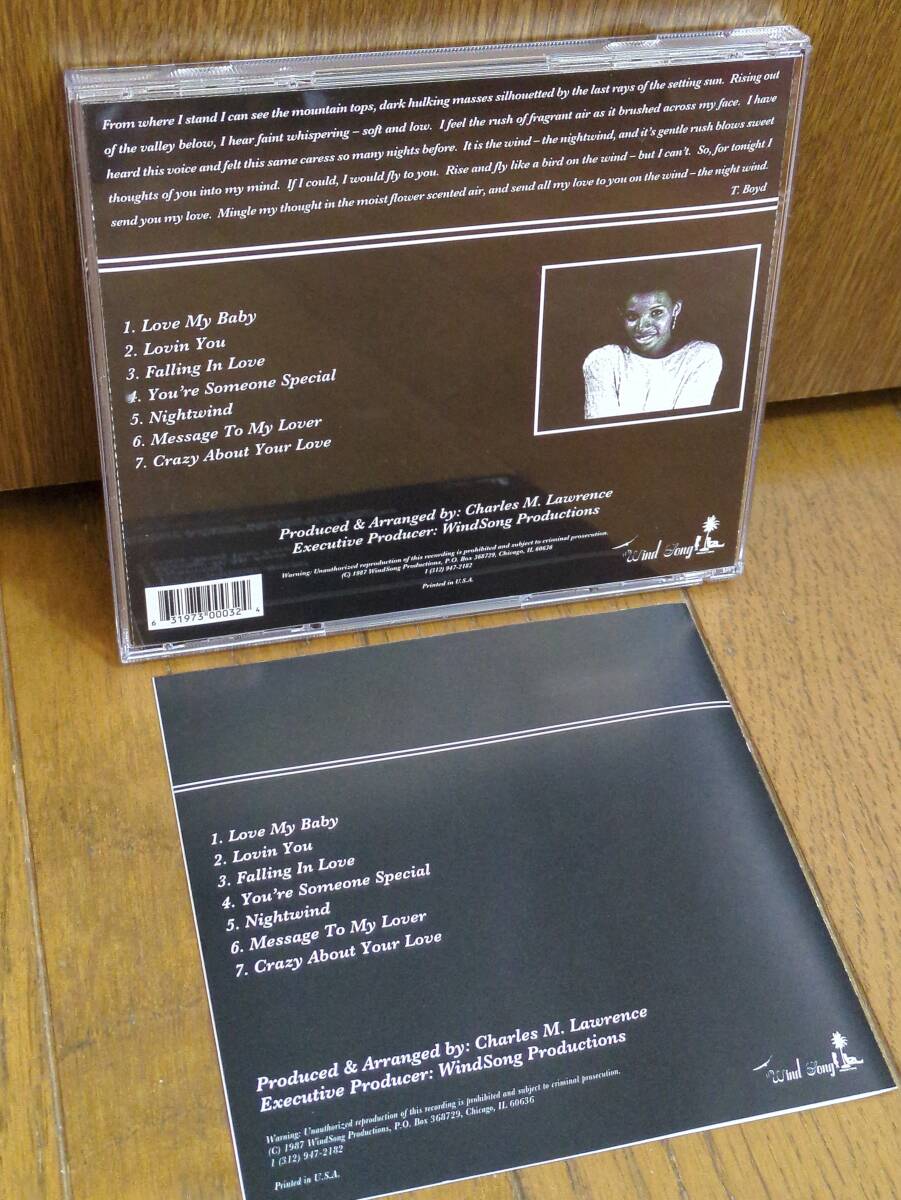 From where I stand I can see the mountain tops, dark hulking masses silhouetted by the last rays of the setting sun. Rising out
of the valley below, I hear faint whispering – soft and low. I feel the rush of fragrant air as it brushed across my face. I have
heard this voice and felt this same caress so many nights before. It is the wind – the nightwind, and it's gentle rush blows sweet
thoughts of you into my mind. If I could, I would fly to you. Rise and fly like a bird on the wind – but I can't. So, for tonight I
send you my love. Mingle my thought in the moist flower scented air, and send all my love to you on the wind – the night wind.
T. Boyd
1. Love My Baby
2. Lovin You
3. Falling In Love
4. You're Someone Special
5. Nightwind
6. Message To My Lover
7. Crazy About Your Love
Produced & Arranged by: Charles M. Lawrence
Executive Producer: WindSong Productions
Warning: Unauthorized reproduction of this recording is prohibited and subject to criminal prosecution.
(C) 1987 WindSong Productions, P.O. Box 368729, Chicago, IL 60636
1 (312) 947-2182
Printed in U.S.A.
Wind Song
6 31973 00032 4
1. Love My Baby
2. Lovin You
3. Falling In Love
4. You're Someone Special
5. Nightwind
6. Message To My Lover
7. Crazy About Your Love
Produced & Arranged by: Charles M. Lawrence
Executive Producer: WindSong Productions
Warning: Unauthorized reproduction of this recording is prohibited and subject to criminal prosecution.
(C) 1987 WindSong Productions, P.O. Box 368729, Chicago, IL 60636
1 (312) 947-2182
Printed in U.S.A.
Wind Song